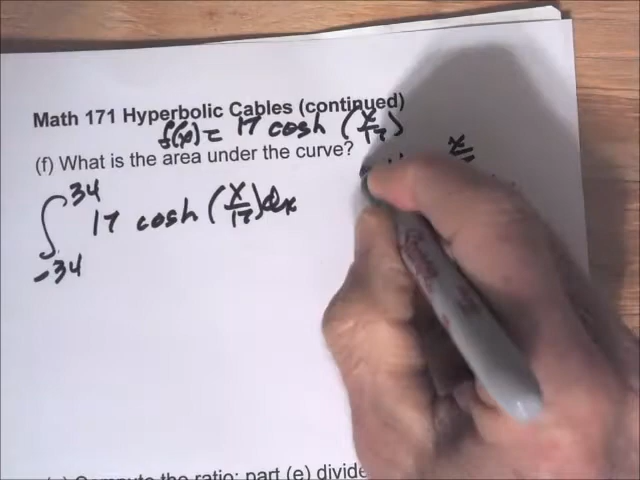 Math 171 Hyperbolic Cables (continued)
f(x) = 17 cosh (x/17)
(f) What is the area under the curve?
∫_{-34}^{34} 17 cosh (x/17) dx
Compute the ratio: part (e) divide